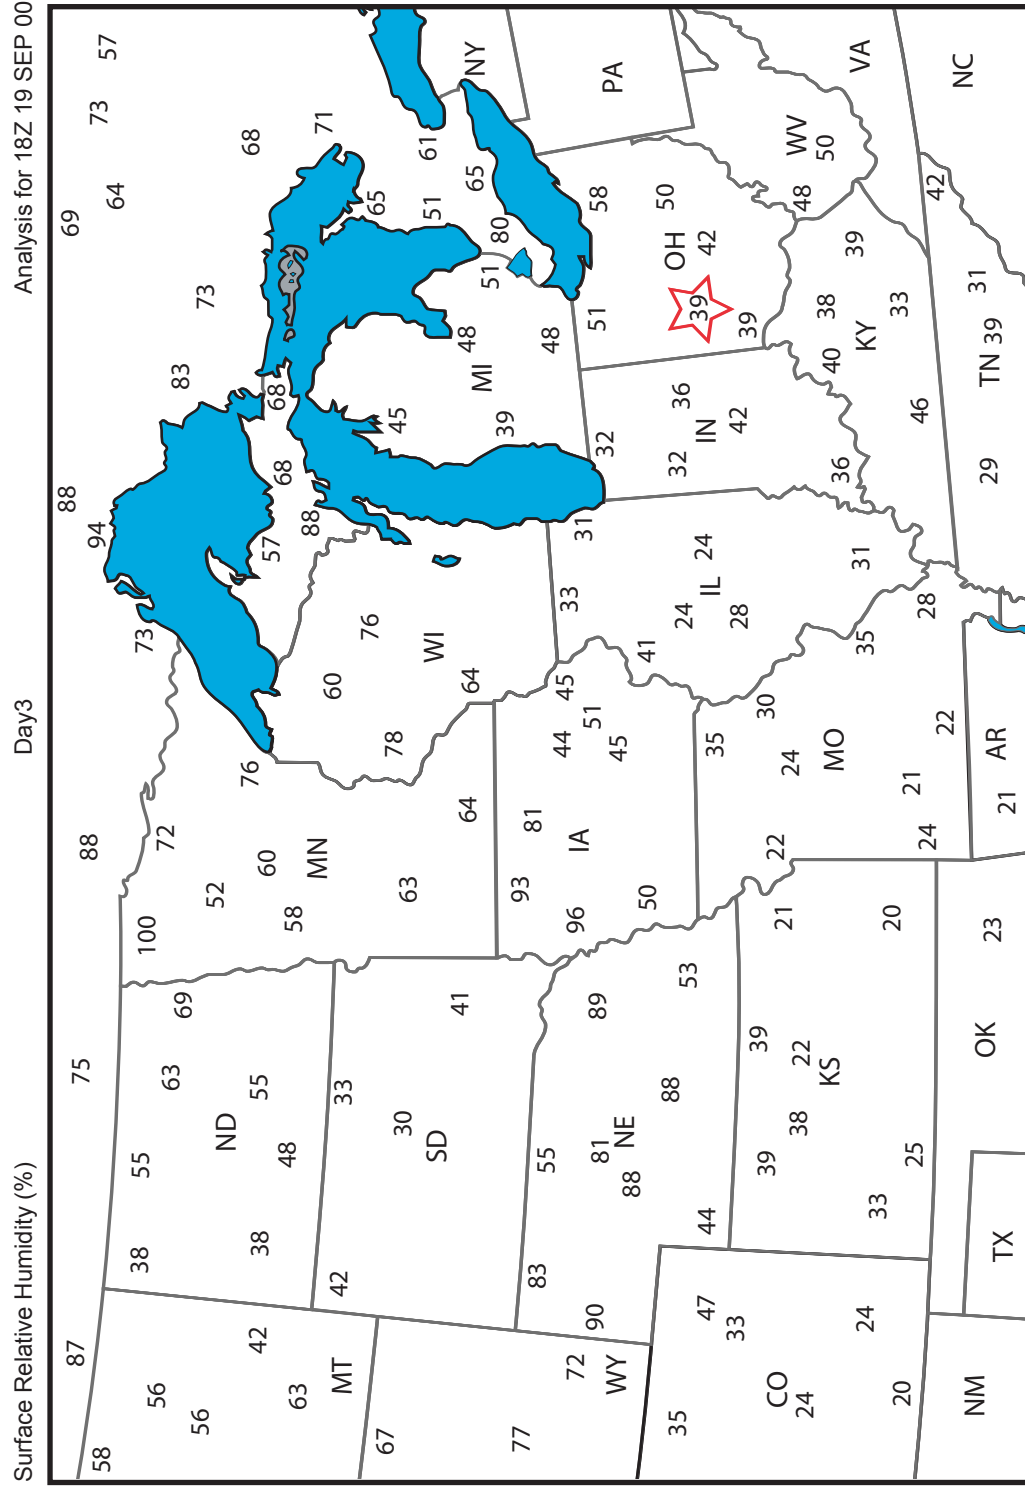 Surface Relative Humidity (%) Day3 Analysis for 18Z 19 SEP 00
87 75 88 88 69
58 94 64 73 57
38 55 100 72 73
56 63 69 83
56 ND 52 73
42 38 55 60 76 57 68 68
63 48 58 MN 88 68 71
MT 42 33 60
67 30 63 78 76 45 65
SD WI 51 61
41 64 64 MI 48 51 65 NY
77 83 93 81 39 80
55 44 45 33 48
72 90 81 89 96 IA 51 31 32 51 58 PA
WY 88 NE 50 45 41
35 88 53 24 32 36 OH 50
47 44 35 IL 24 IN 39 42
33 39 39 30 28 42 39
CO 38 22 21 22 24 48 WV
24 KS MO 36 40 38 50
24 33 35 31 KY 39 VA
20 25 20 21 33
24 22 28 46 42
NM OK 23 AR 29 TN 39 31 NC
TX 21